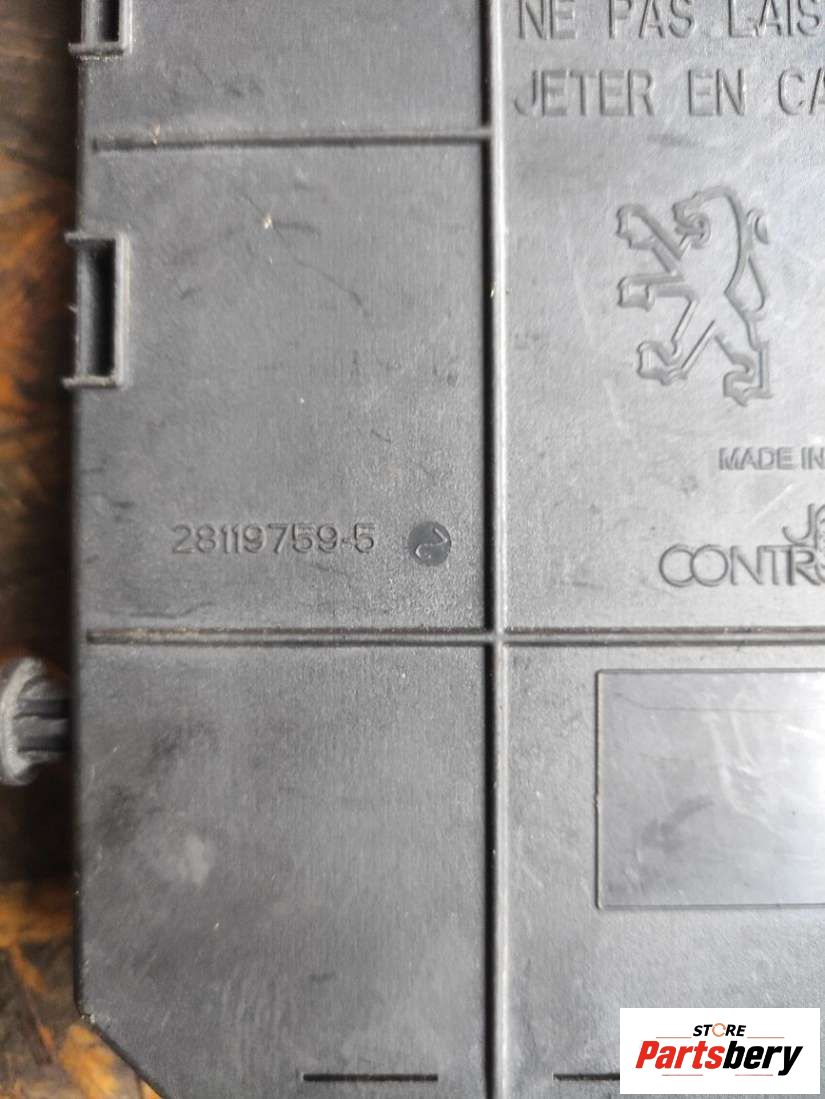 NE PAS LAIS
JETER EN CA
MADE IN
28119759-5
CONTR
STORE
Partsbery